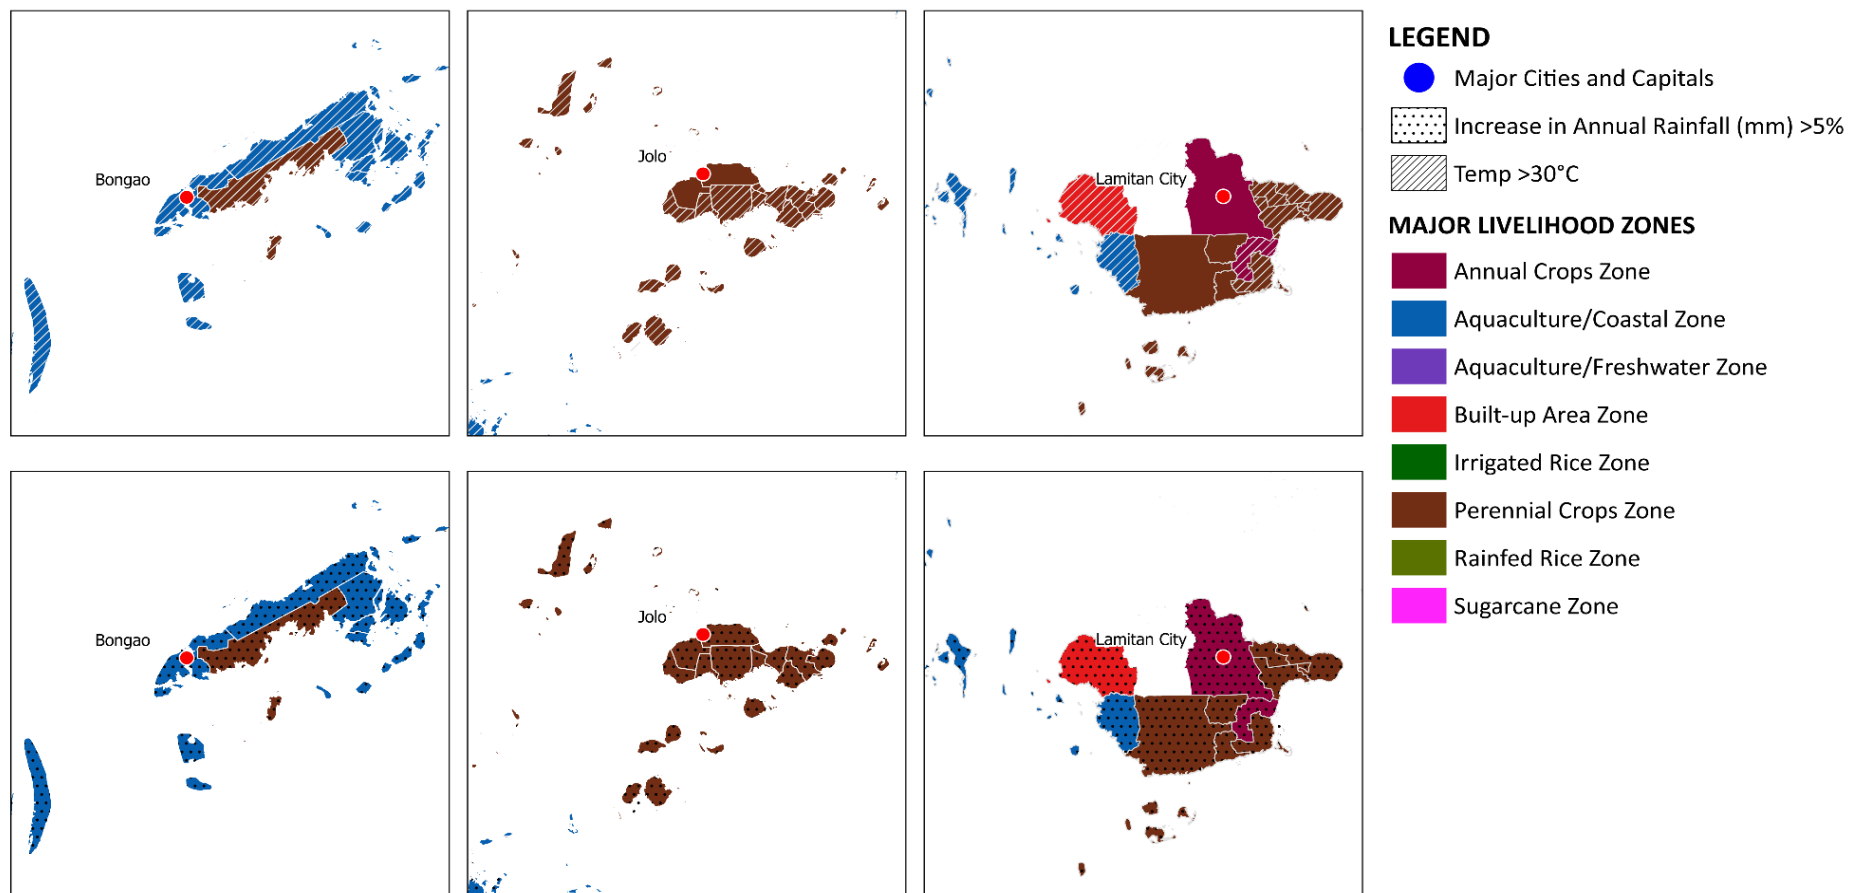 Bongao
Jolo
Lamitan City
LEGEND
Major Cities and Capitals
Increase in Annual Rainfall (mm) >5%
Temp >30°C
MAJOR LIVELIHOOD ZONES
Annual Crops Zone
Aquaculture/Coastal Zone
Aquaculture/Freshwater Zone
Built-up Area Zone
Irrigated Rice Zone
Perennial Crops Zone
Rainfed Rice Zone
Sugarcane Zone
Bongao
Jolo
Lamitan City